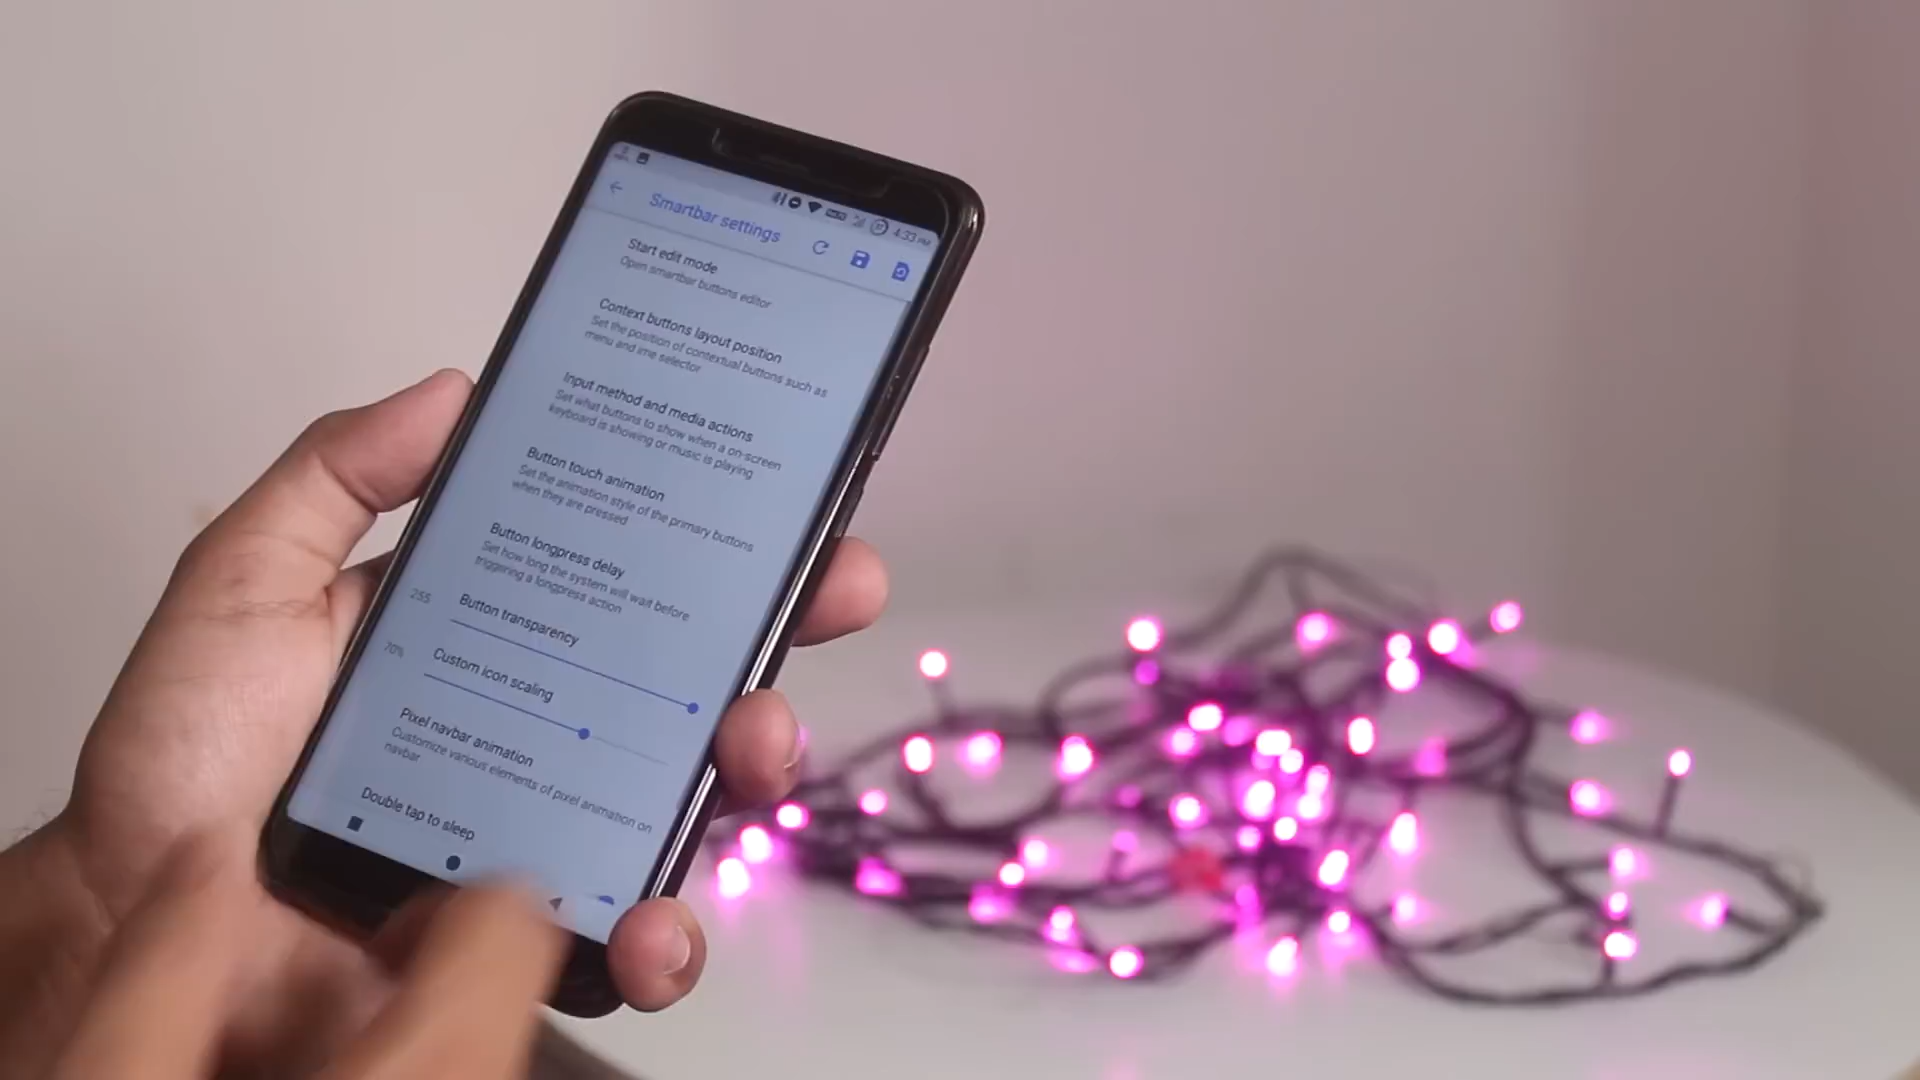 4:33 PM
Smartbar settings
Start edit mode
Open smartbar buttons editor
Context buttons layout position
Set the position of contextual buttons such as
menu and ime selector
Input method and media actions
Set what buttons to show when a on-screen
keyboard is showing or music is playing
Button touch animation
Set the animation style of the primary buttons
when they are pressed
Button longpress delay
Set how long the system will wait before
triggering a longpress action
255
Button transparency
70%
Custom icon scaling
Pixel navbar animation
Customize various elements of pixel animation on
navbar
Double tap to sleep